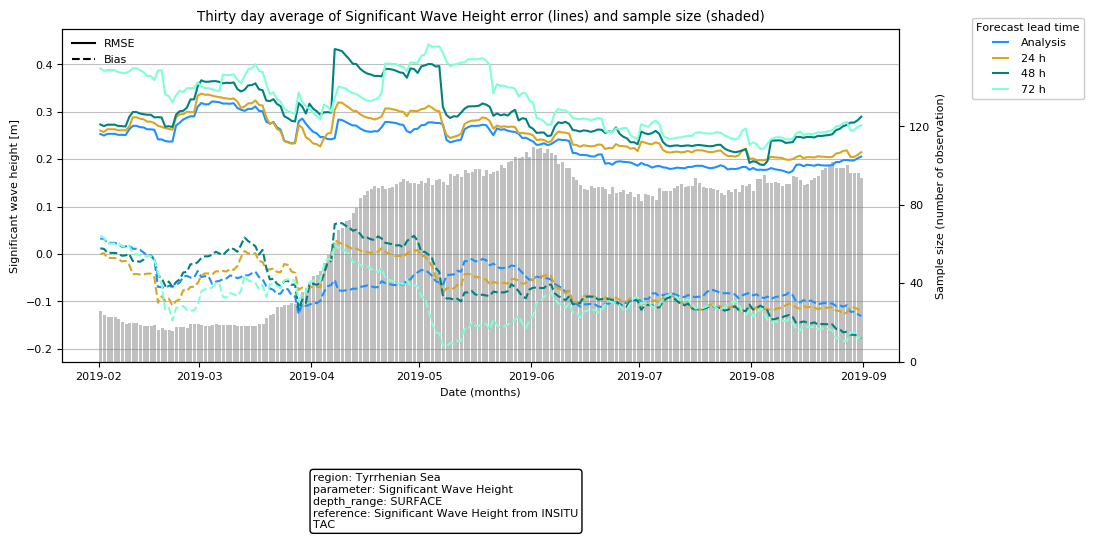 Thirty day average of Significant Wave Height error (lines) and sample size (shaded)
Forecast lead time
Analysis
24 h
48 h
72 h
RMSE
Bias
Significant wave height [m]
0.4
0.3
0.2
0.1
0.0
−0.1
−0.2
120
80
40
0
Sample size (number of observation)
2019-02
2019-03
2019-04
2019-05
2019-06
2019-07
2019-08
2019-09
Date (months)
region: Tyrrhenian Sea
parameter: Significant Wave Height
depth_range: SURFACE
reference: Significant Wave Height from INSITU
TAC